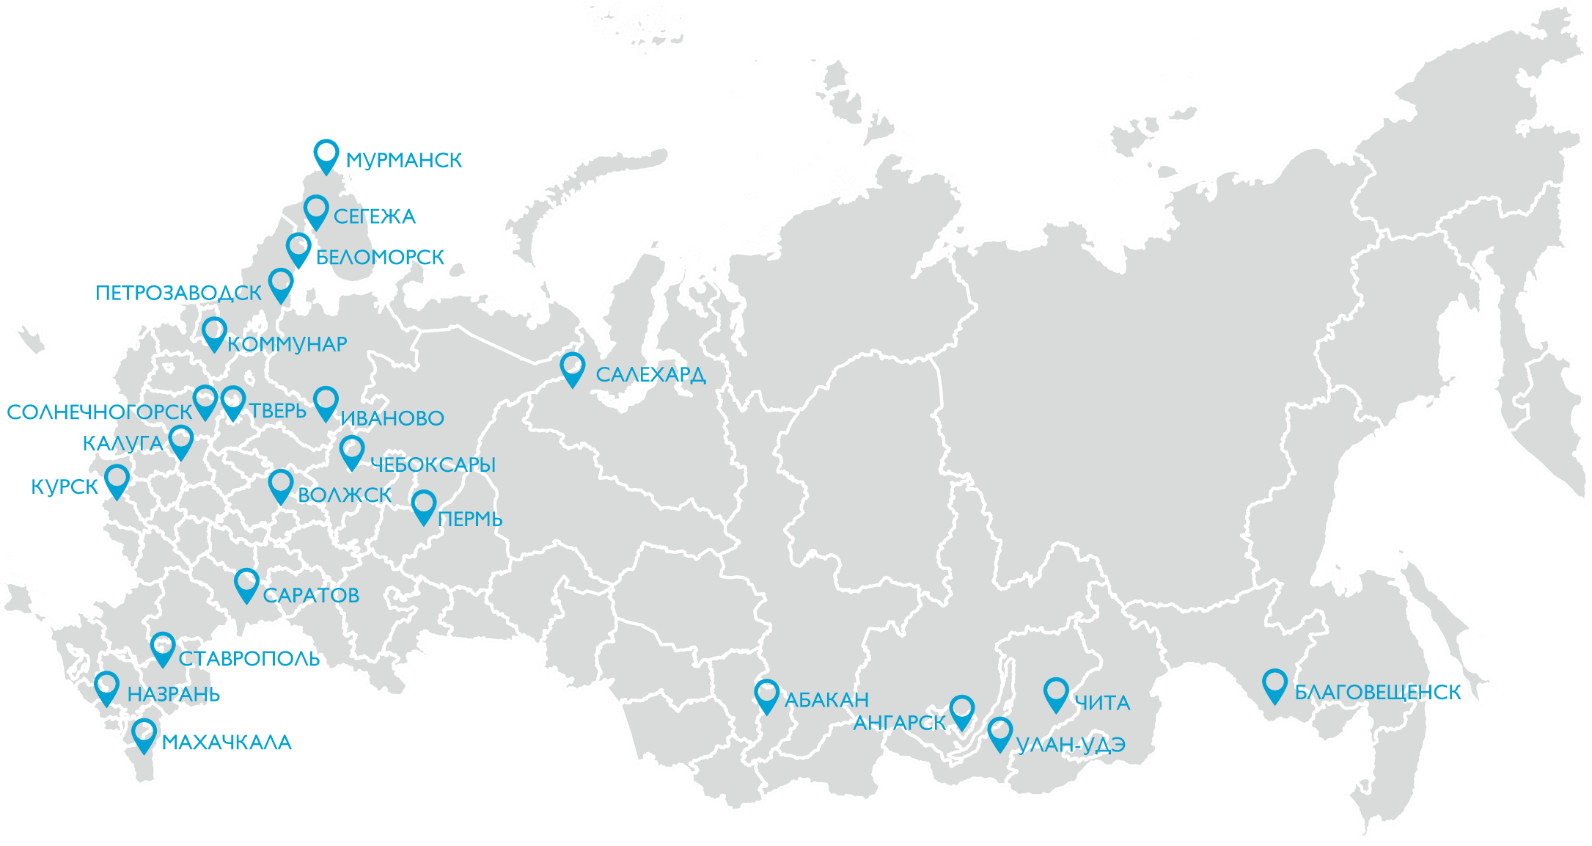 МУРМАНСК
СЕГЕЖА
БЕЛОМОРСК
ПЕТРОЗАВОДСК
КОММУНАР
САЛЕХАРД
СОЛНЕЧНОГОРСК
ТВЕРЬ
ИВАНОВО
КАЛУГА
ЧЕБОКСАРЫ
КУРСК
ВОЛЖСК
ПЕРМЬ
САРАТОВ
СТАВРОПОЛЬ
НАЗРАНЬ
МАХАЧКАЛА
АБАКАН
АНГАРСК
ЧИТА
УЛАН-УДЭ
БЛАГОВЕЩЕНСК